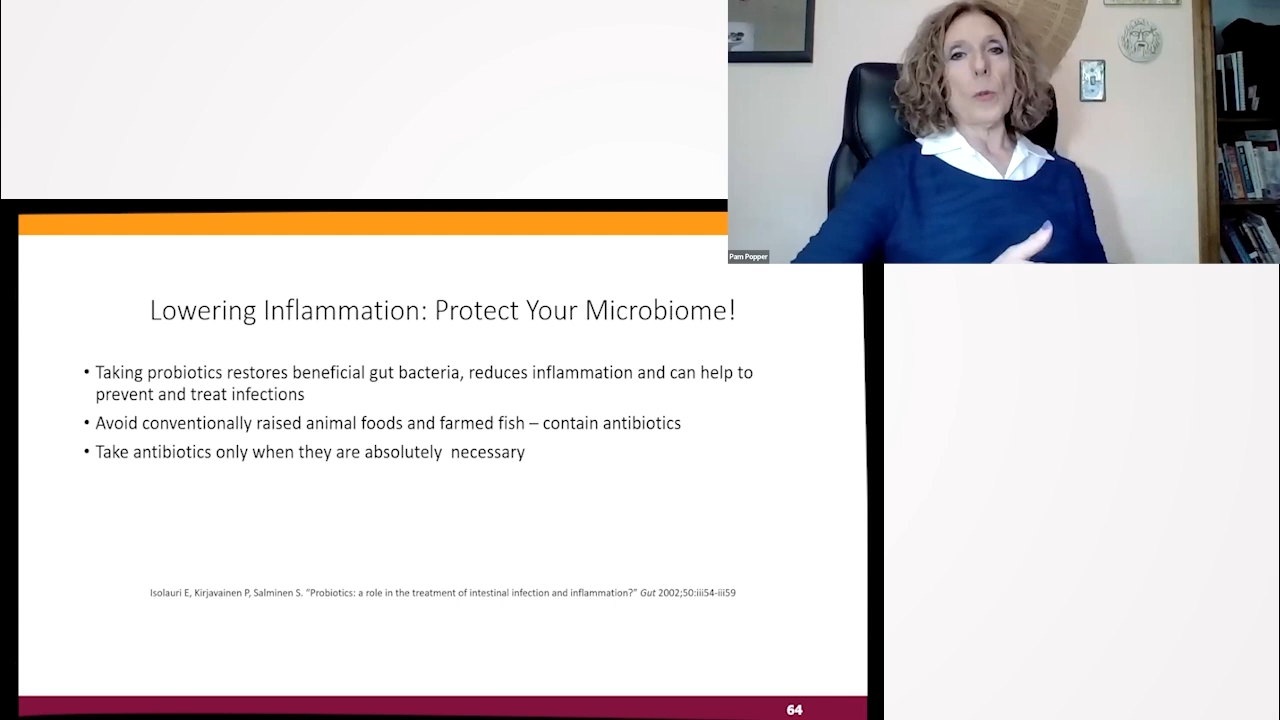 Pam Popper
Lowering Inflammation: Protect Your Microbiome!
• Taking probiotics restores beneficial gut bacteria, reduces inflammation and can help to
prevent and treat infections
• Avoid conventionally raised animal foods and farmed fish – contain antibiotics
• Take antibiotics only when they are absolutely  necessary
Isolauri E, Kirjavainen P, Salminen S. “Probiotics: a role in the treatment of intestinal infection and inflammation?” Gut 2002;50:iii54-iii59
64